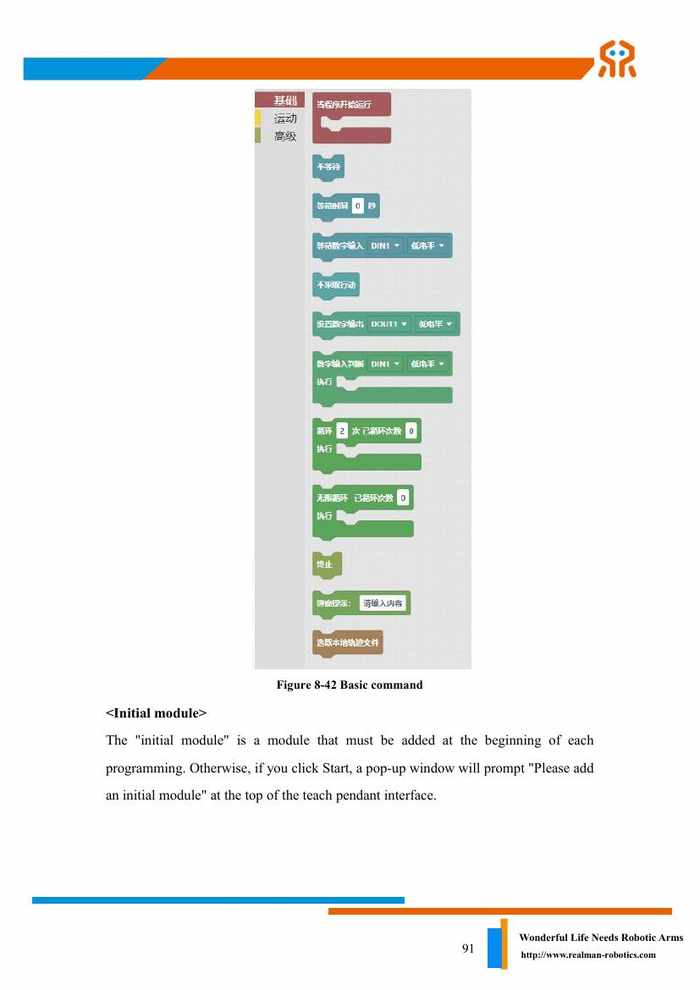 基础
运动
高级
当程序开始运行
不等待
等待时间 0 秒
等待数字输入 DIN1 低电平
不采取行动
设置数字输出 DOUT1 低电平
数字输入判断 DIN1 低电平
执行
循环 2 次 已循环次数 0
执行
无限循环 已循环次数 0
执行
终止
弹窗提示: 请输入内容
选取本地轨迹文件
Figure 8-42 Basic command
<Initial module>
The "initial module" is a module that must be added at the beginning of each
programming. Otherwise, if you click Start, a pop-up window will prompt "Please add
an initial module" at the top of the teach pendant interface.
91
Wonderful Life Needs Robotic Arms
http://www.realman-robotics.com